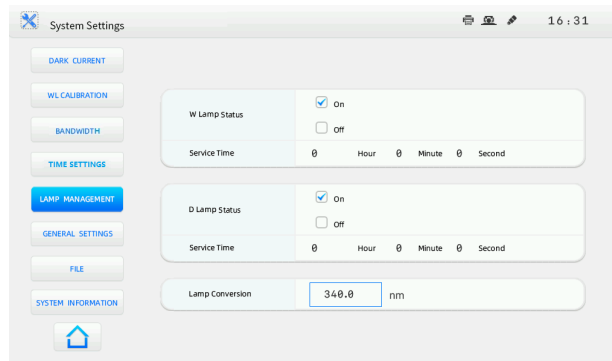 System Settings 16:31
DARK CURRENT
WL CALIBRATION
BANDWIDTH
TIME SETTINGS
LAMP MANAGEMENT
GENERAL SETTINGS
FILE
SYSTEM INFORMATION
W Lamp Status
On
Off
Service Time 0 Hour 0 Minute 0 Second
D Lamp Status
On
Off
Service Time 0 Hour 0 Minute 0 Second
Lamp Conversion 340.0 nm